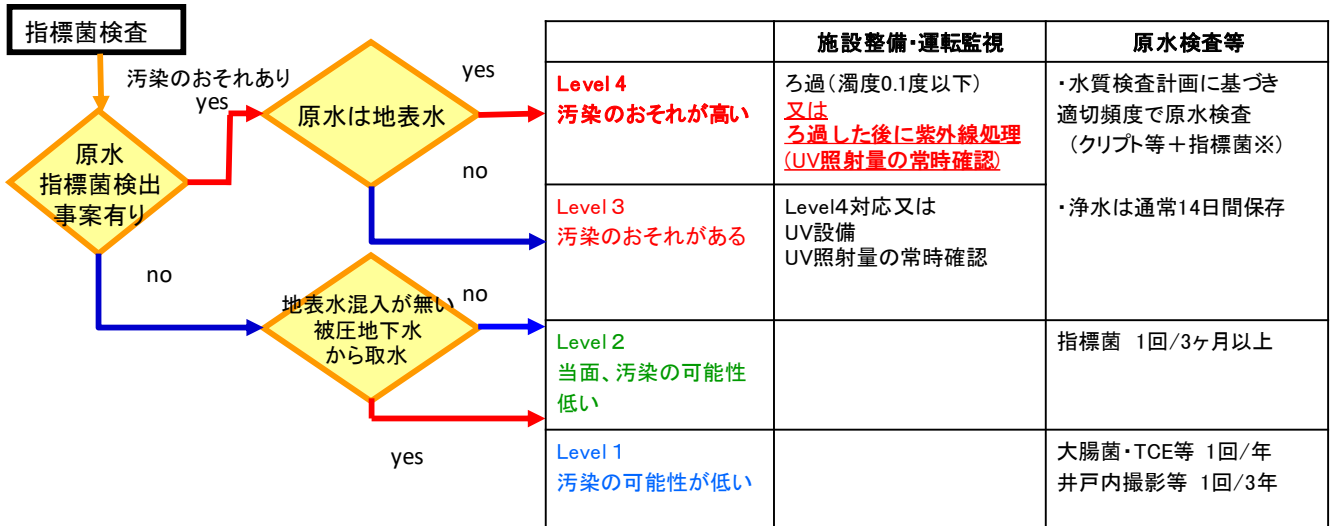 指標菌検査
汚染のおそれあり
yes
原水
指標菌検出
事案有り
no
原水は地表水
yes
no
地表水混入が無い
被圧地下水
から取水
no
yes
施設整備・運転監視
原水検査等
Level 4
汚染のおそれが高い
ろ過(濁度0.1度以下)
又は
ろ過した後に紫外線処理
(UV照射量の常時確認)
・水質検査計画に基づき
適切頻度で原水検査
(クリプト等+指標菌※)
・浄水は通常14日間保存
Level 3
汚染のおそれがある
Level4対応又は
UV設備
UV照射量の常時確認
Level 2
当面、汚染の可能性
低い
指標菌 1回/3ヶ月以上
Level 1
汚染の可能性が低い
大腸菌・TCE等 1回/年
井戸内撮影等 1回/3年